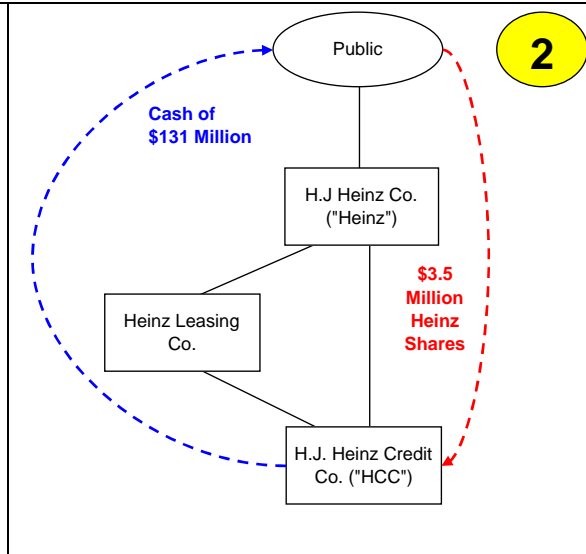 Public
2
Cash of
$131 Million
H.J Heinz Co.
("Heinz")
$3.5
Million
Heinz
Shares
Heinz Leasing
Co.
H.J. Heinz Credit
Co. ("HCC")